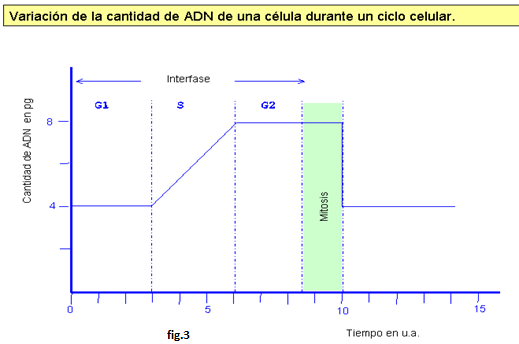 Variación de la cantidad de ADN de una célula durante un ciclo celular.
Interfase
G1 S G2
Cantidad de ADN en pg
8
4
Mitosis
0 5 10 15
fig.3 Tiempo en u.a.